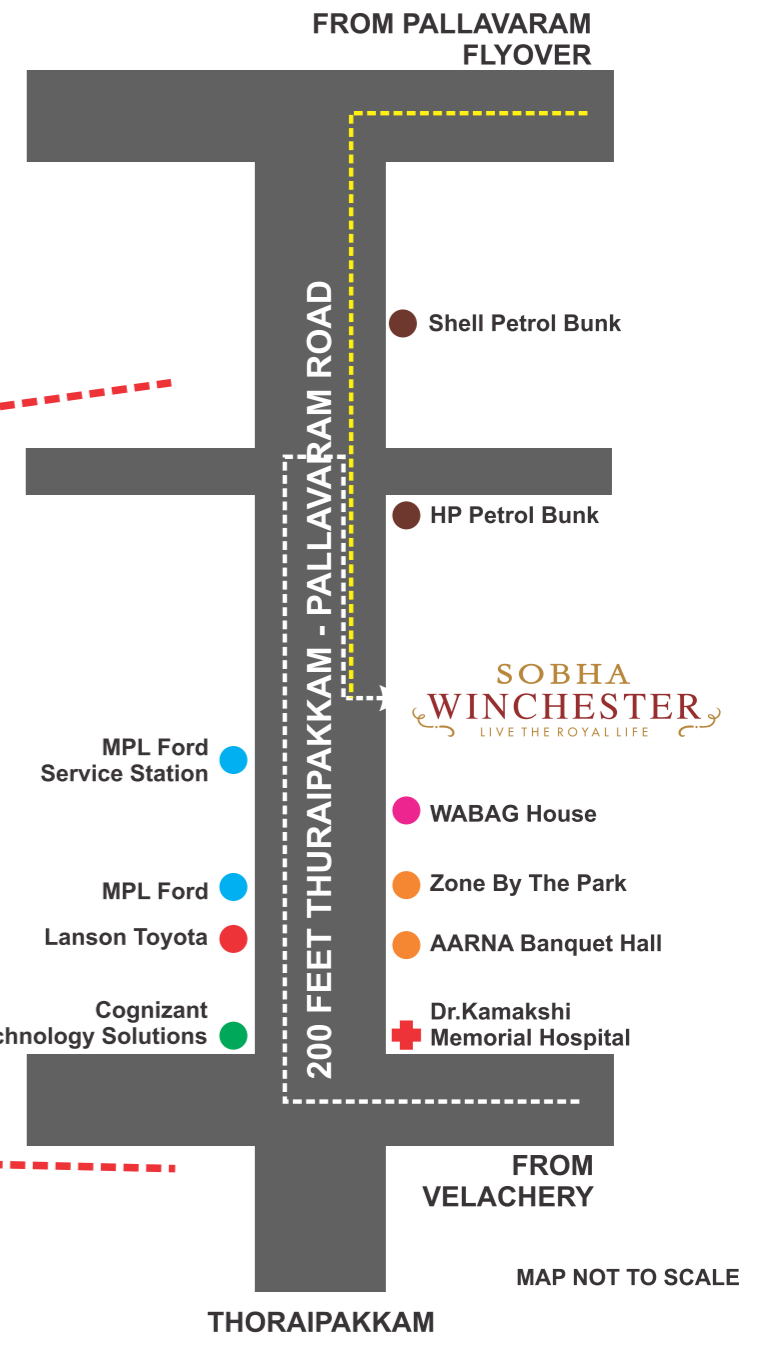 FROM PALLAVARAM
FLYOVER
Shell Petrol Bunk
200 FEET THURAIPAKKAM - PALLAVARAM ROAD
HP Petrol Bunk
SOBHA
WINCHESTER
LIVE THE ROYAL LIFE
MPL Ford
Service Station
WABAG House
MPL Ford
Zone By The Park
Lanson Toyota
AARNA Banquet Hall
Cognizant
chnology Solutions
Dr.Kamakshi
Memorial Hospital
FROM
VELACHERY
MAP NOT TO SCALE
THORAIPAKKAM